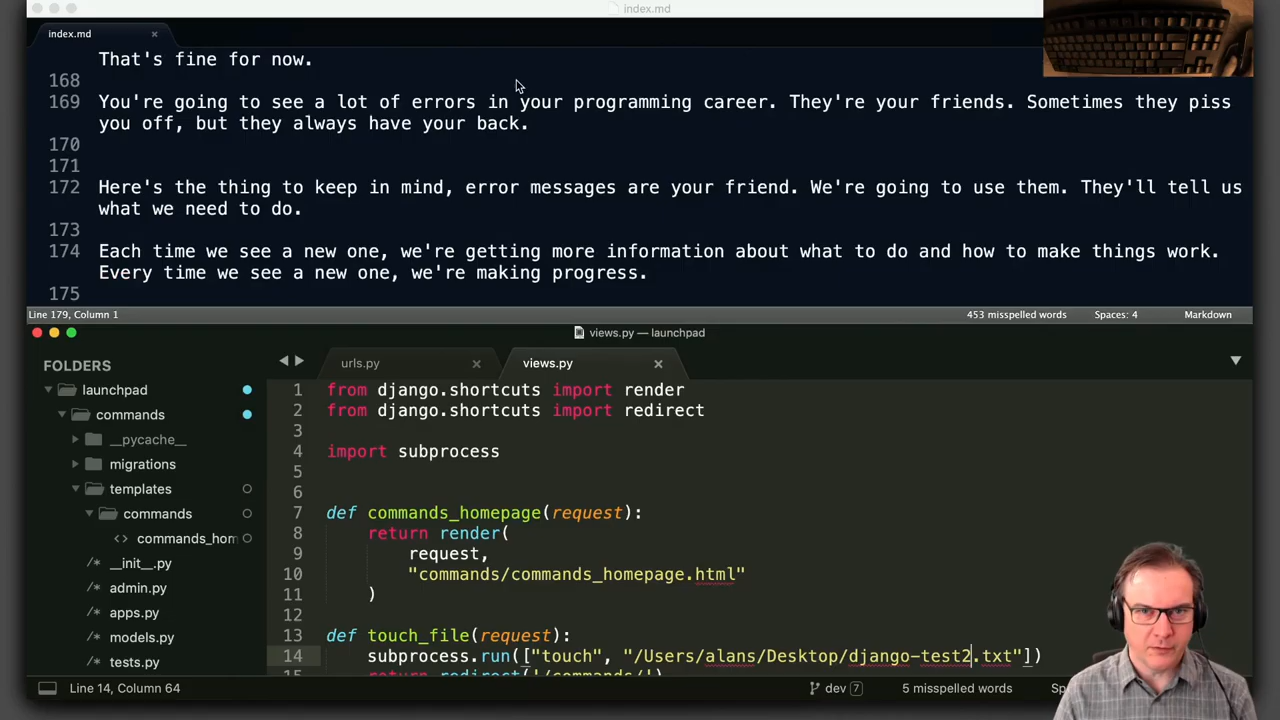 index.md
index.md
That's fine for now.
168
169 You're going to see a lot of errors in your programming career. They're your friends. Sometimes they piss
you off, but they always have your back.
170
171
172 Here's the thing to keep in mind, error messages are your friend. We're going to use them. They'll tell us
what we need to do.
173
174 Each time we see a new one, we're getting more information about what to do and how to make things work.
Every time we see a new one, we're making progress.
175
Line 179, Column 1 453 misspelled words Spaces: 4 Markdown
views.py — launchpad
FOLDERS
launchpad
commands
__pycache__
migrations
templates
commands
<> commands_hom
/* __init__.py
/* admin.py
/* apps.py
/* models.py
/* tests.py
urls.py views.py
1 from django.shortcuts import render
2 from django.shortcuts import redirect
3
4 import subprocess
5
6
7 def commands_homepage(request):
8 return render(
9 request,
10 "commands/commands_homepage.html"
11 )
12
13 def touch_file(request):
14 subprocess.run(["touch", "/Users/alans/Desktop/django-test2.txt"])
return redirect('/commands/')
Line 14, Column 64 dev 7 5 misspelled words